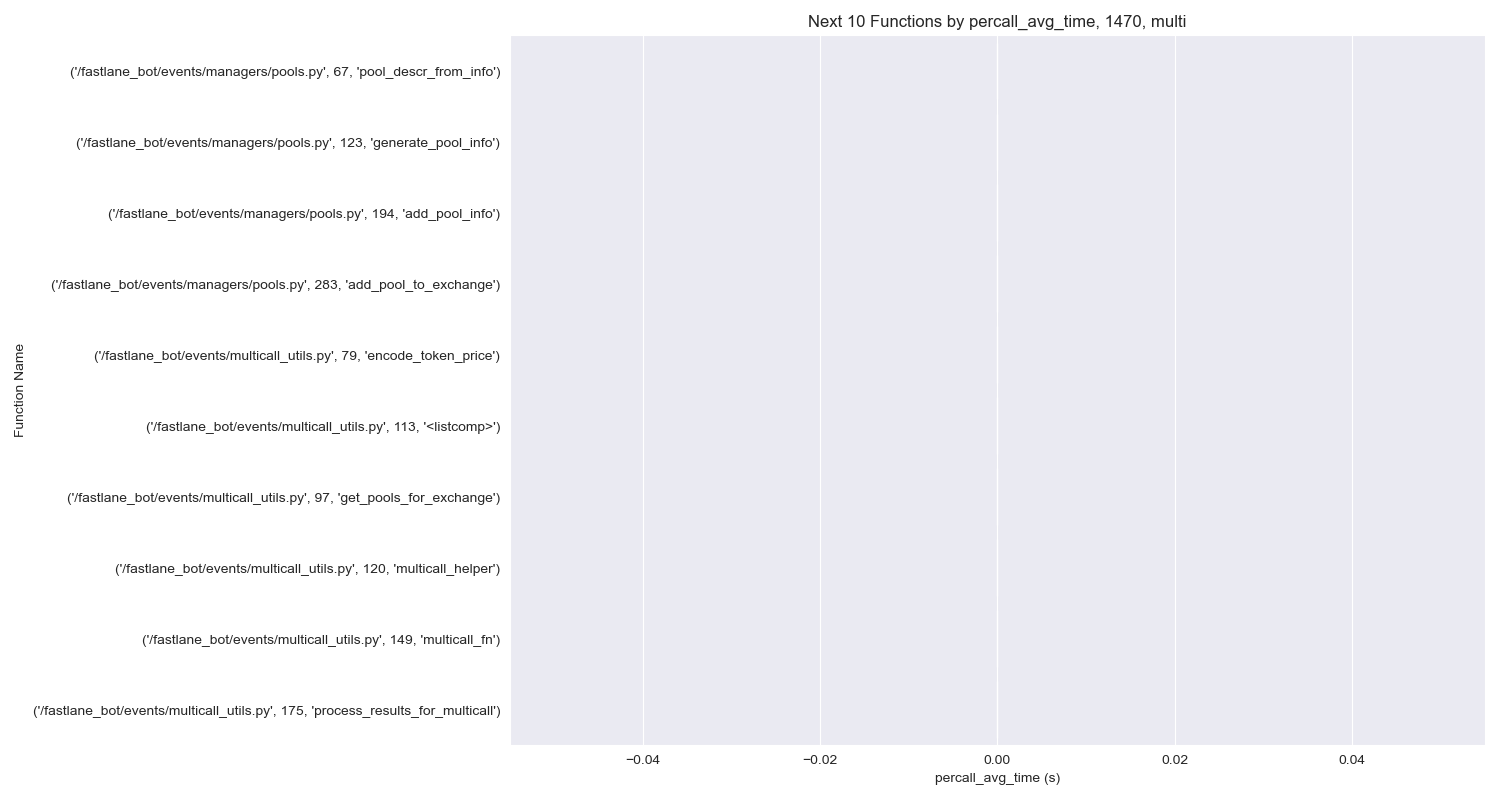 Next 10 Functions by percall_avg_time, 1470, multi
Function Name
('/fastlane_bot/events/managers/pools.py', 67, 'pool_descr_from_info')
('/fastlane_bot/events/managers/pools.py', 123, 'generate_pool_info')
('/fastlane_bot/events/managers/pools.py', 194, 'add_pool_info')
('/fastlane_bot/events/managers/pools.py', 283, 'add_pool_to_exchange')
('/fastlane_bot/events/multicall_utils.py', 79, 'encode_token_price')
('/fastlane_bot/events/multicall_utils.py', 113, '<listcomp>')
('/fastlane_bot/events/multicall_utils.py', 97, 'get_pools_for_exchange')
('/fastlane_bot/events/multicall_utils.py', 120, 'multicall_helper')
('/fastlane_bot/events/multicall_utils.py', 149, 'multicall_fn')
('/fastlane_bot/events/multicall_utils.py', 175, 'process_results_for_multicall')
−0.04 −0.02 0.00 0.02 0.04
percall_avg_time (s)